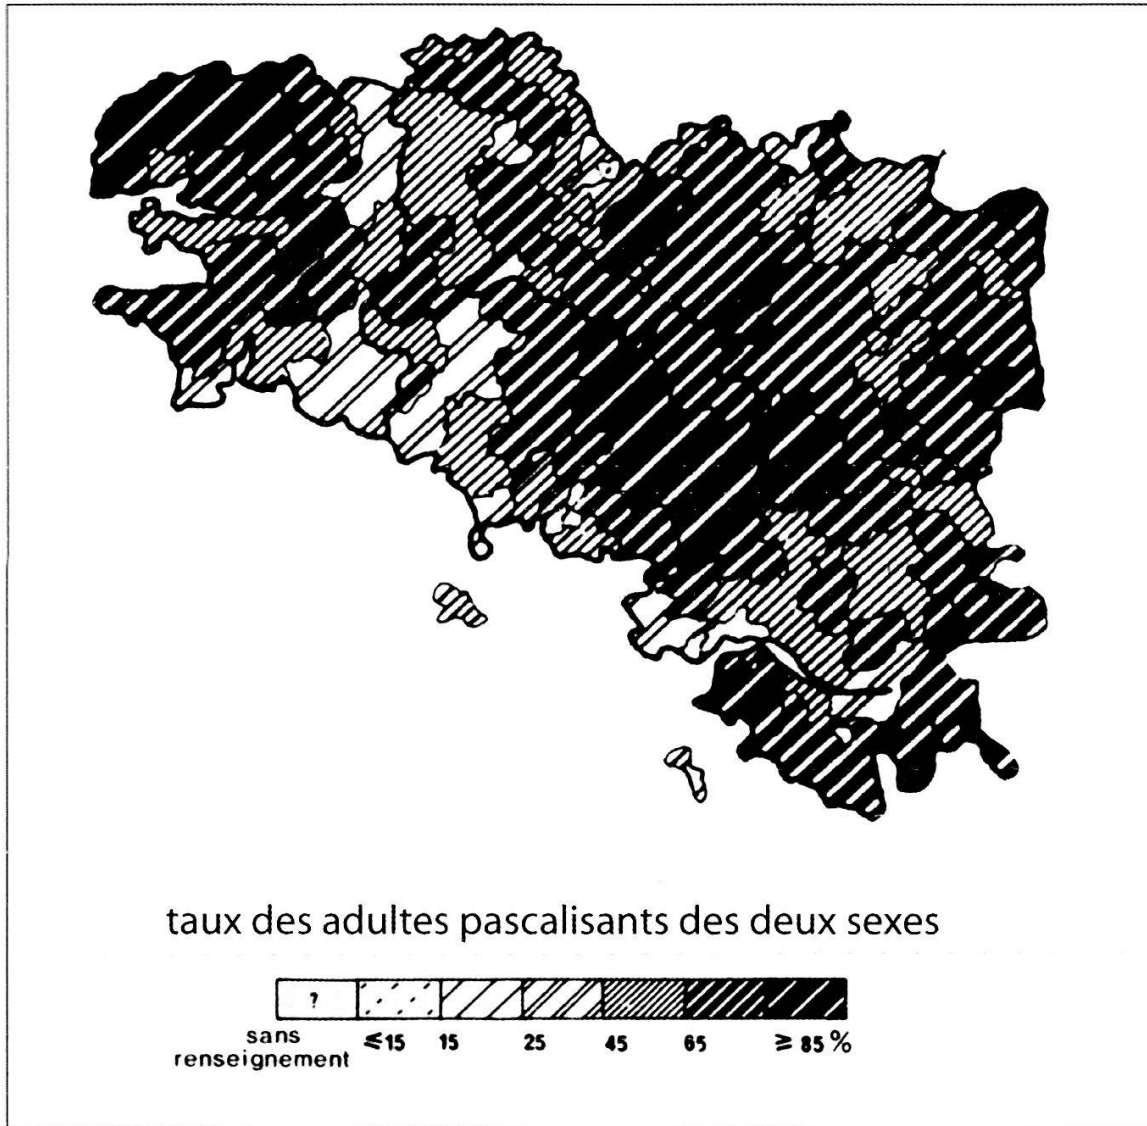 taux des adultes pascalisants des deux sexes
?
sans renseignement
≤15 15 25 45 65 ≥ 85 %